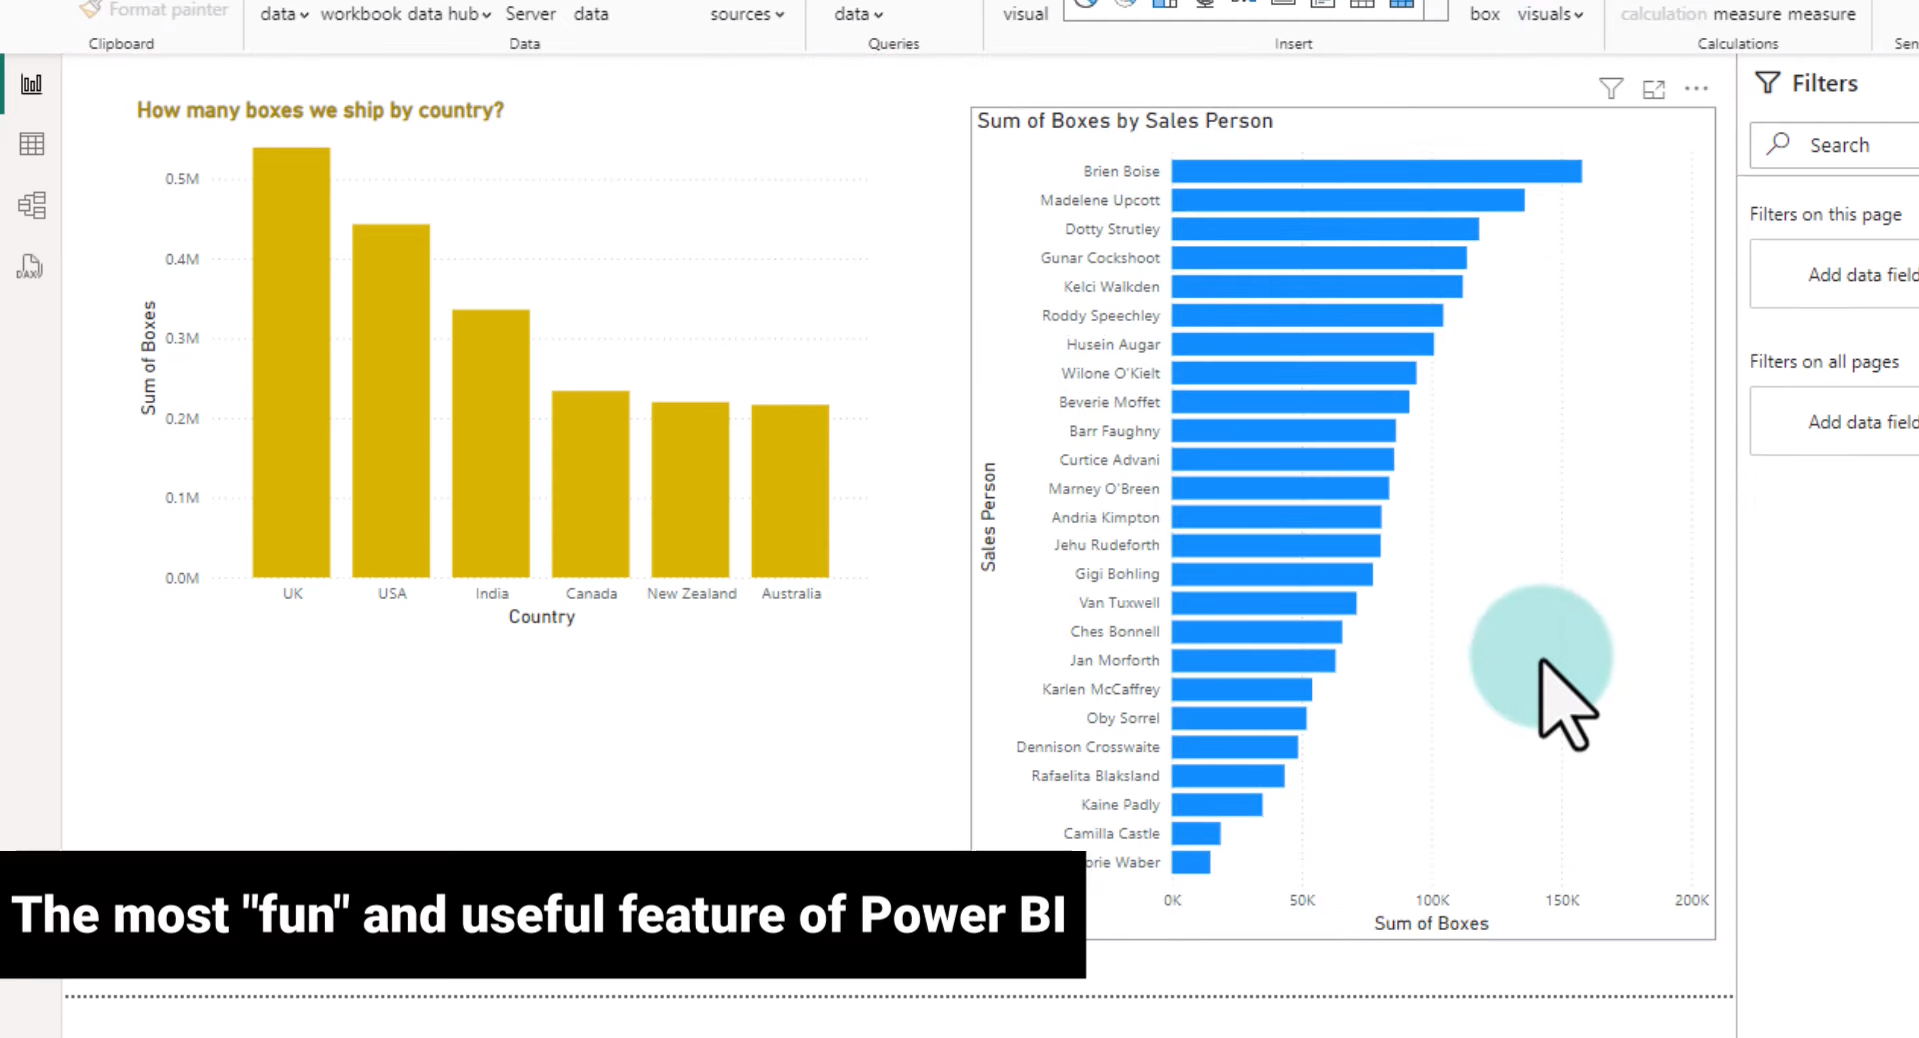 Format painter
data
workbook
data hub
Server
data
sources
data
visual
box
visuals
calculation
measure
measure
Clipboard
Data
Queries
Insert
Calculations
How many boxes we ship by country?
0.5M
0.4M
0.3M
0.2M
0.1M
0.0M
Sum of Boxes
UK
USA
India
Canada
New Zealand
Australia
Country
Sum of Boxes by Sales Person
Brien Boise
Madelene Upcott
Dotty Strutley
Gunar Cockshoot
Kelci Walkden
Roddy Speechley
Husein Augar
Wilone O'Kielt
Beverie Moffet
Barr Faughny
Curtice Advani
Marney O'Breen
Andria Kimpton
Jehu Rudeforth
Gigi Bohling
Van Tuxwell
Ches Bonnell
Jan Morforth
Karlen McCaffrey
Oby Sorrel
Dennison Crosswaite
Rafaelita Blaksland
Kaine Padly
Camilla Castle
Waber
Sales Person
0K
50K
100K
150K
200K
Sum of Boxes
Filters
Search
Filters on this page
Add data
Filters on all pages
Add data
DAX
The most "fun" and useful feature of Power BI